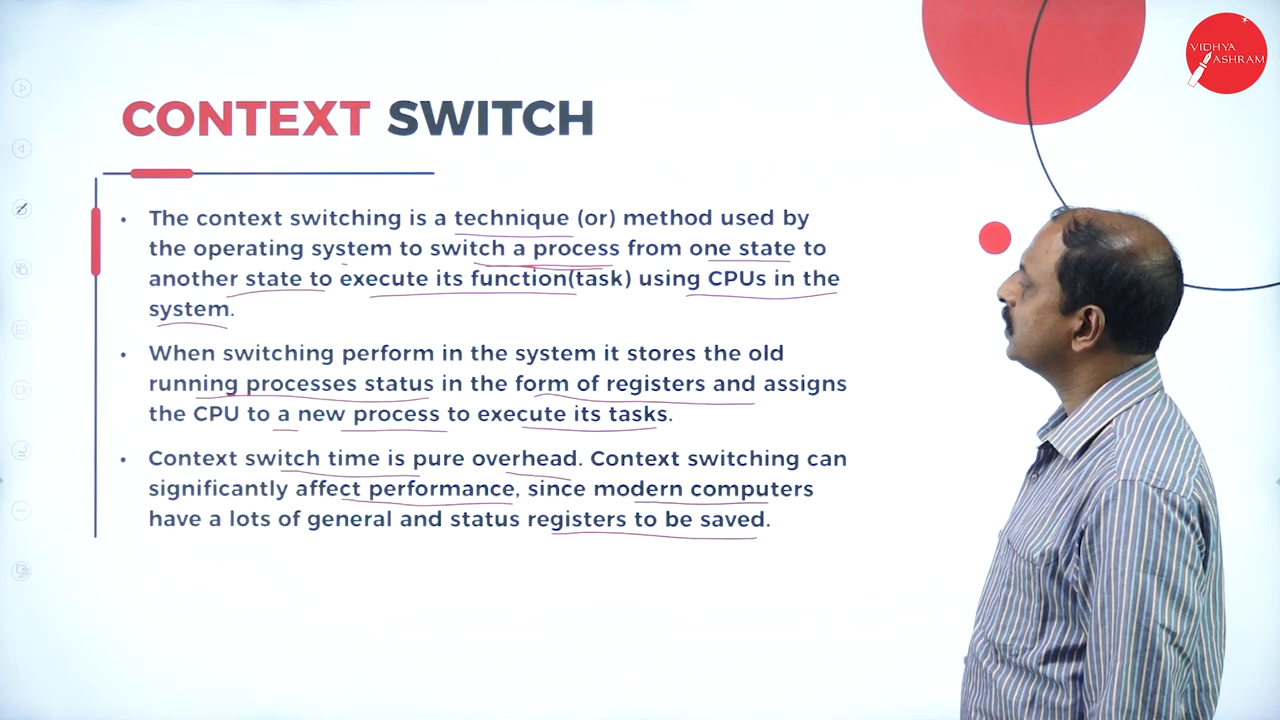 VIDHYA
ASHRAM
CONTEXT SWITCH
• The context switching is a technique (or) method used by
the operating system to switch a process from one state to
another state to execute its function(task) using CPUs in the
system.
• When switching perform in the system it stores the old
running processes status in the form of registers and assigns
the CPU to a new process to execute its tasks.
• Context switch time is pure overhead. Context switching can
significantly affect performance, since modern computers
have a lots of general and status registers to be saved.